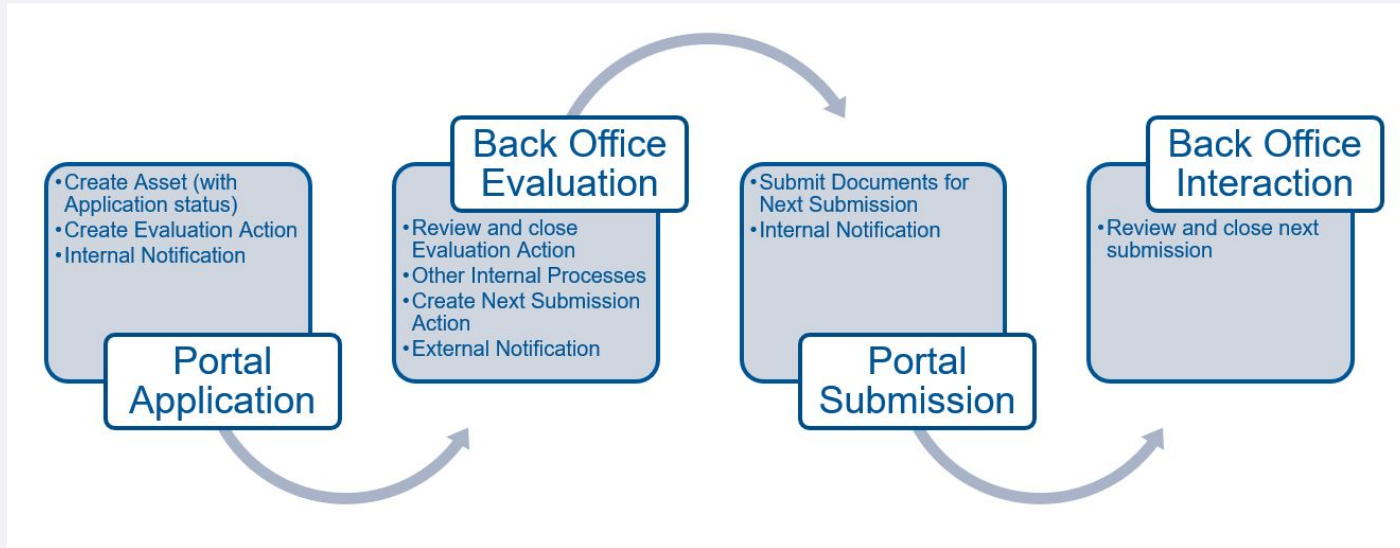 •Create Asset (with
Application status)
•Create Evaluation Action
•Internal Notification
Portal
Application
Back Office
Evaluation
•Review and close
Evaluation Action
•Other Internal Processes
•Create Next Submission
Action
•External Notification
•Submit Documents for
Next Submission
•Internal Notification
Portal
Submission
Back Office
Interaction
•Review and close next
submission